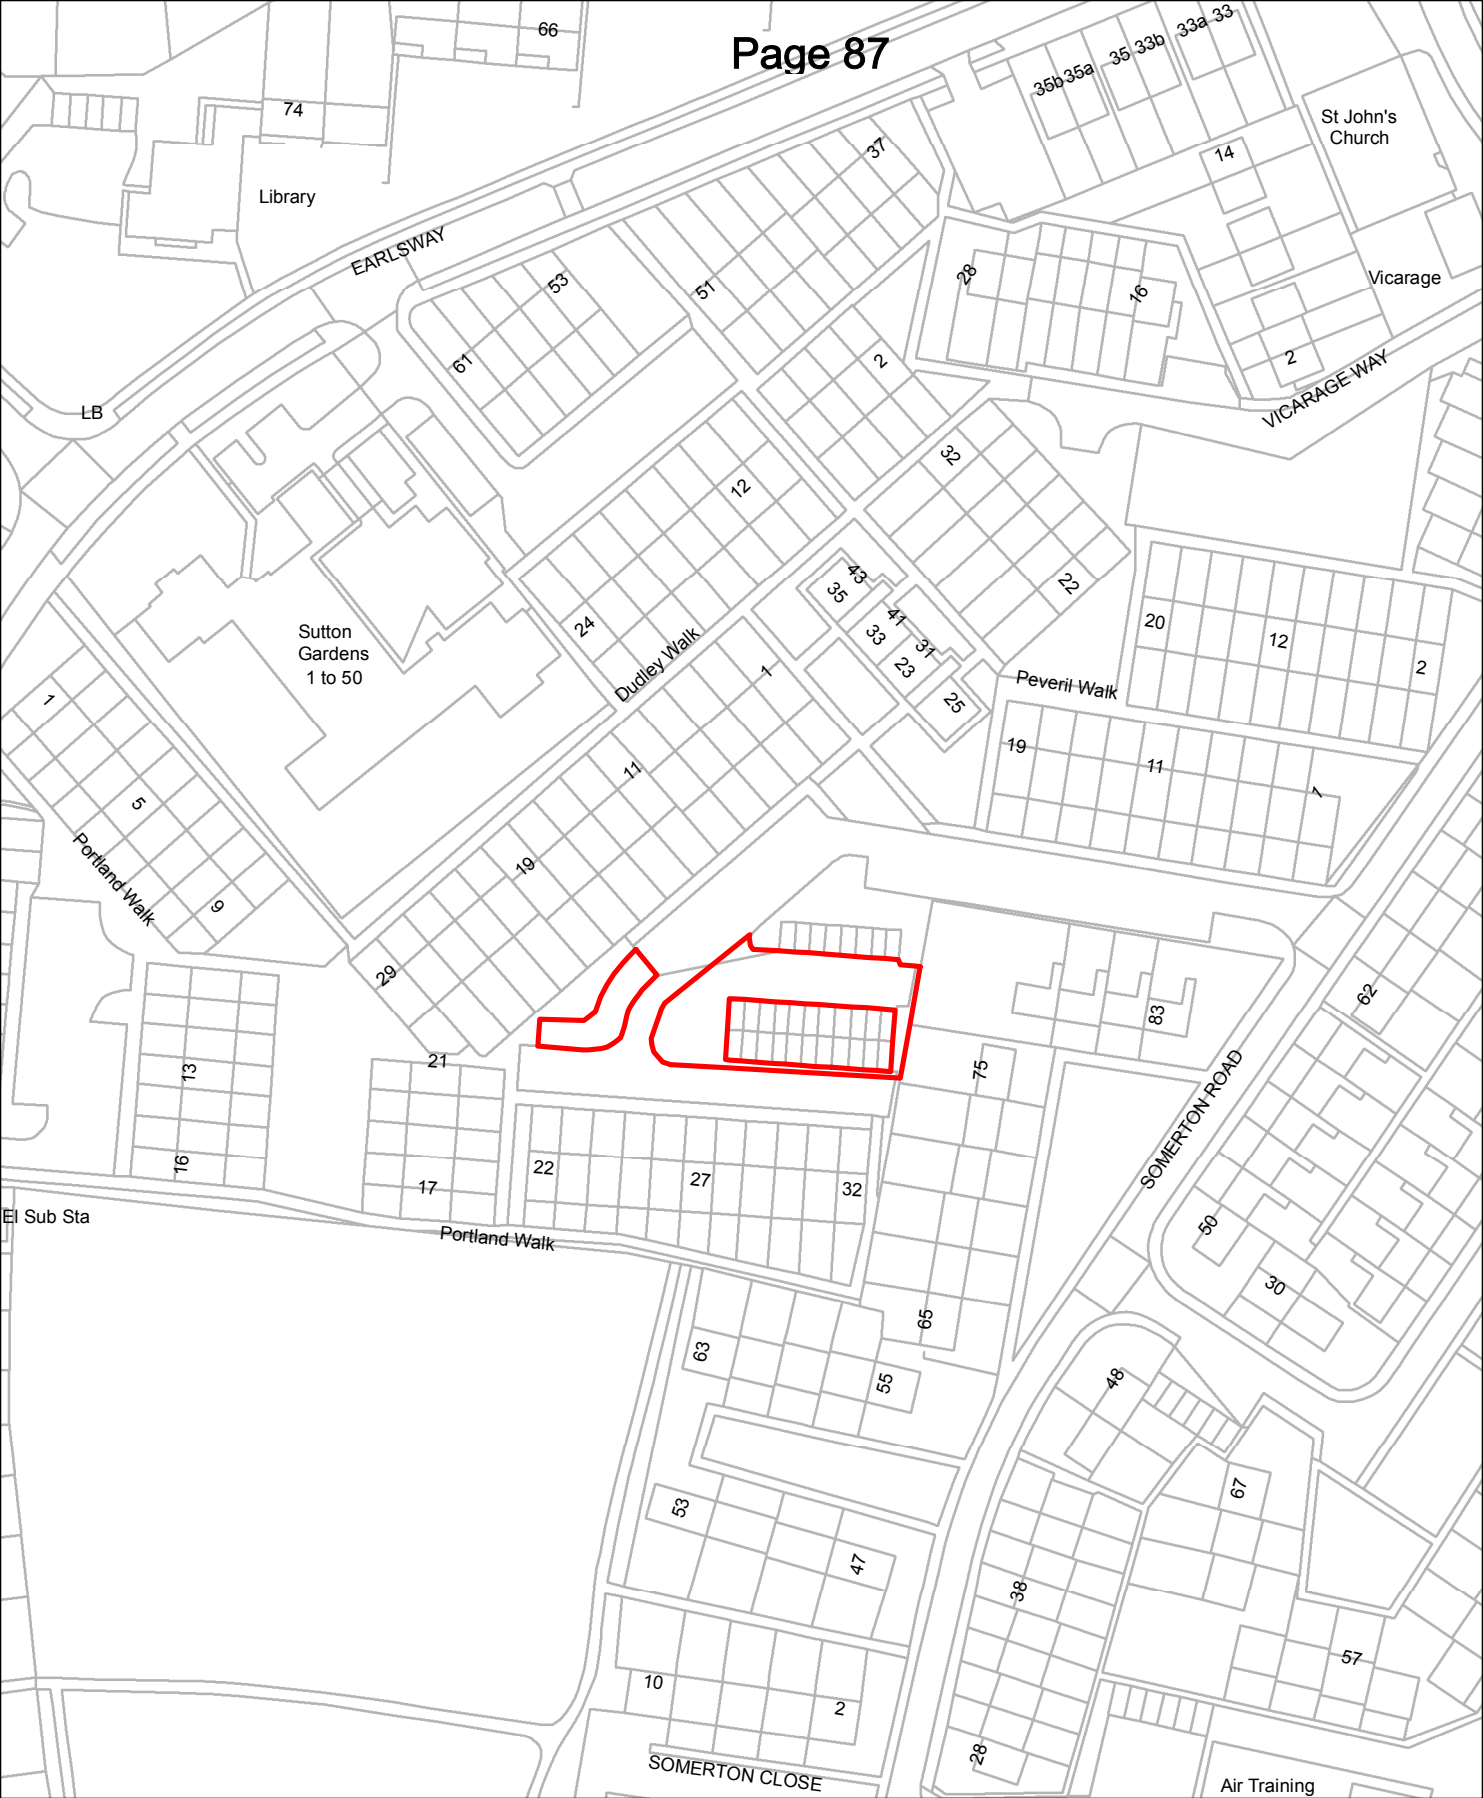 Page 87
66
33
33a
33b
35
35a
35b
74
St John's
Church
37
14
Library
EARLSWAY
28
16
Vicarage
53
51
61
2
2
VICARAGE WAY
LB
32
12
43
35
22
41
33
31
23
25
24
Sutton
Gardens
1 to 50
Dudley Walk
1
20
12
2
Peveril Walk
1
19
11
7
11
5
19
Portland Walk
9
29
62
83
75
21
13
SOMERTON ROAD
16
22
27
32
17
El Sub Sta
Portland Walk
50
30
65
63
55
48
67
53
47
38
57
10
2
28
SOMERTON CLOSE
Air Training